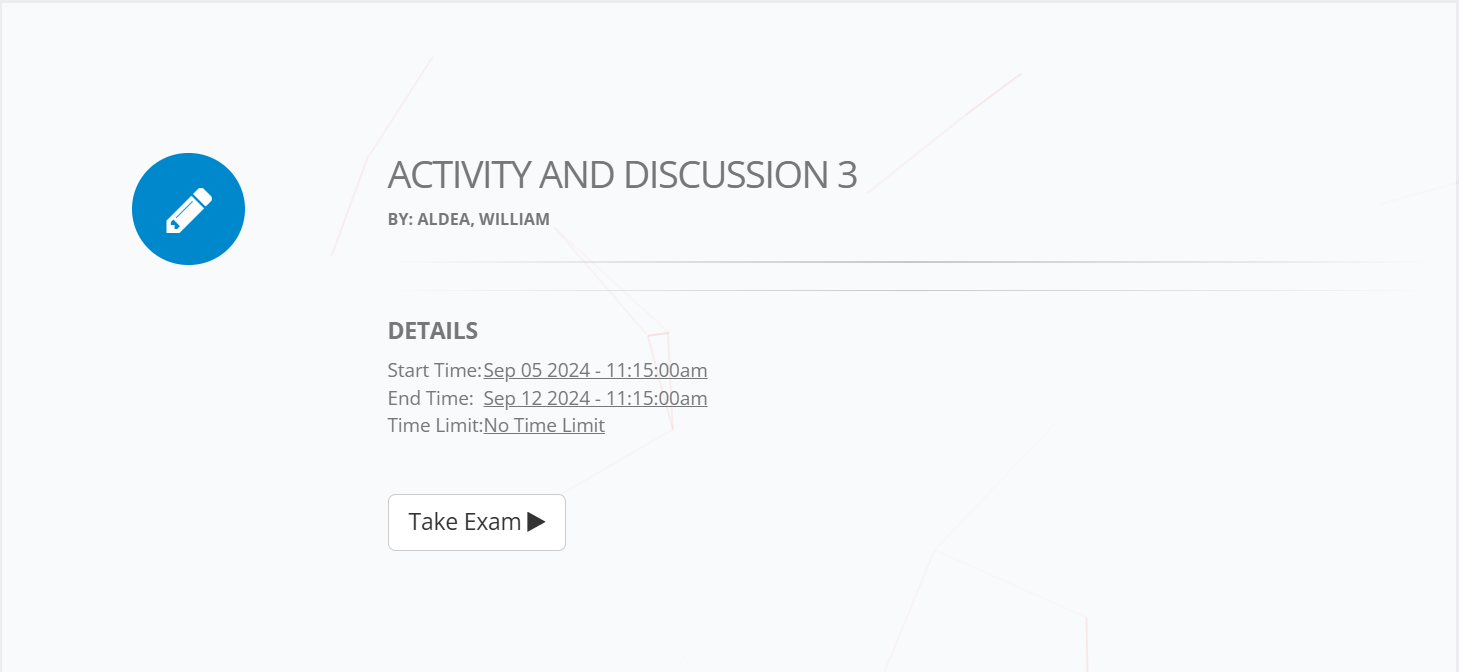 ACTIVITY AND DISCUSSION 3
BY: ALDEA, WILLIAM
DETAILS
Start Time: Sep 05 2024 - 11:15:00am
End Time: Sep 12 2024 - 11:15:00am
Time Limit: No Time Limit
Take Exam